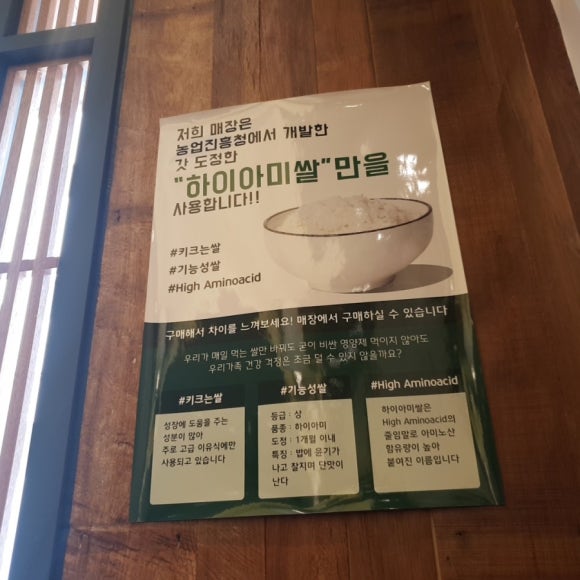 저희 매장은
농업진흥청에서 개발한
갓 도정한
"하이아미쌀"만을
사용합니다!!
#키크는쌀
#기능성쌀
#High Aminoacid
구매해서 차이를 느껴보세요! 매장에서 구매하실 수 있습니다
우리가 매일 먹는 쌀만 바꿔도 굳이 비싼 영양제 먹이지 않아도
우리가족 건강 걱정은 조금 덜 수 있지 않을까요?
#키크는쌀
성장에 도움을 주는
성분이 많아
주로 고급 이유식에만
사용되고 있습니다
#기능성쌀
등급 : 상
품종 : 하이아미
도정 : 1개월 이내
특징 : 밥에 윤기가
나고 찰지며 단맛이
난다
#High Aminoacid
하이아미쌀은
High Aminoacid의
줄임말로 아미노산
함유량이 높아
붙여진 이름입니다